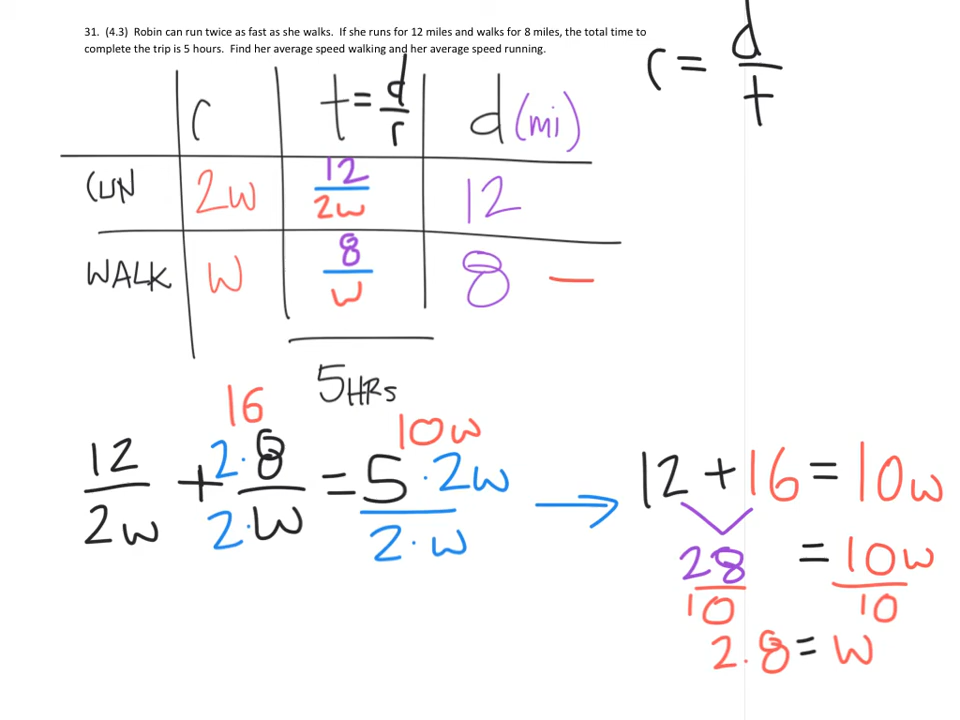 31. (4.3) Robin can run twice as fast as she walks. If she runs for 12 miles and walks for 8 miles, the total time to
complete the trip is 5 hours. Find her average speed walking and her average speed running.
r = d/t
r t = d/r d (mi)
RUN 2w 12/2w 12
WALK w 8/w 8 –
5 HRS
16 10w
12/2w + 2·8/2·w = 5·2w/2·w → 12 + 16 = 10w
28/10 = 10w/10
2.8 = w